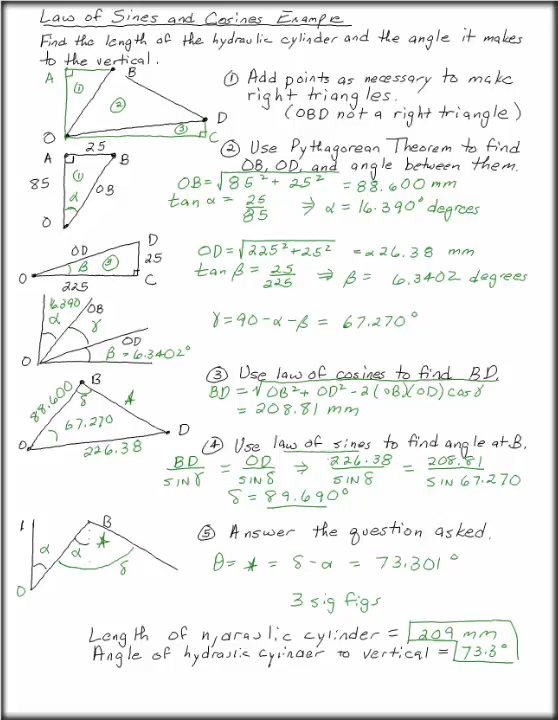 Law of Sines and Cosines Example
Find the length of the hydraulic cylinder and the angle it makes
to the vertical.
A B
① ② ③
O D C
① Add points as necessary to make
right triangles.
(OBD not a right triangle)
25
A B
85 ① OB
α
O
② Use Pythagorean Theorem to find
OB, OD, and angle between them.
OB = √85² + 25² = 88.600 mm
tan α = 25/85 ⇒ α = 16.390° degrees
OD D
O β ③ 25
225 C
OD = √225² + 25² = 226.38 mm
tan β = 25/225 ⇒ β = 6.3402 degrees
16.390 OB
α γ
OD
O β = 6.3402°
γ = 90 - α - β = 67.270°
③ Use law of cosines to find BD.
BD = √OB² + OD² - 2(OB)(OD) cos γ
= 208.81 mm
B
88.600 δ *
67.270
O D
226.38
④ Use law of sines to find angle at B.
BD/sin γ = OD/sin δ ⇒ 226.38/sin δ = 208.81/sin 67.270
δ = 89.690°
B
α α * δ
O
⑤ Answer the question asked.
θ = * = δ - α = 73.301°
3 sig figs
Length of hydraulic cylinder = 209 mm
Angle of hydraulic cylinder to vertical = 73.3°